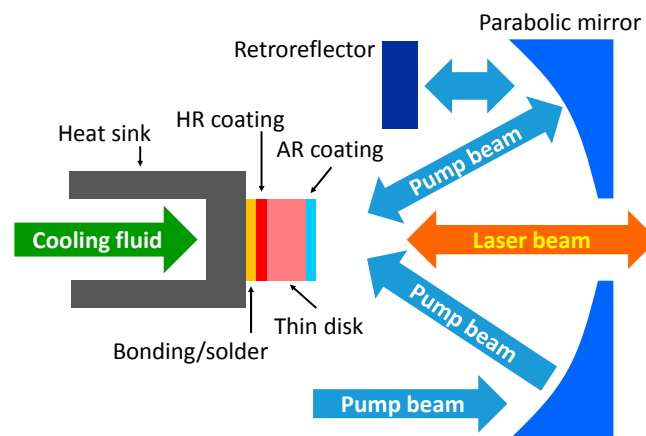 Parabolic mirror
Retroreflector
HR coating
Heat sink
AR coating
Pump beam
Cooling fluid
Laser beam
Pump beam
Thin disk
Bonding/solder
Pump beam